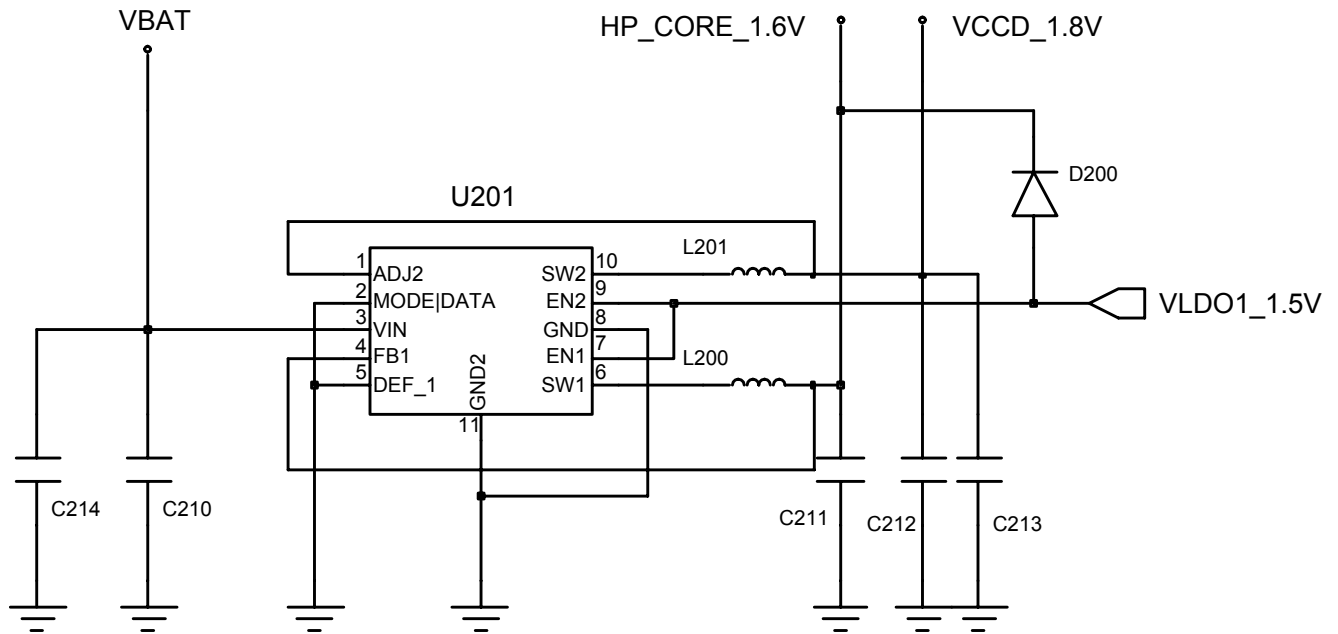 VBAT
HP_CORE_1.6V
VCCD_1.8V
D200
U201
L201
1
ADJ2
SW2
10
2
MODE|DATA
EN2
9
VLDO1_1.5V
3
VIN
GND
8
4
FB1
EN1
7
L200
5
DEF_1
GND2
SW1
6
11
C214
C210
C211
C212
C213